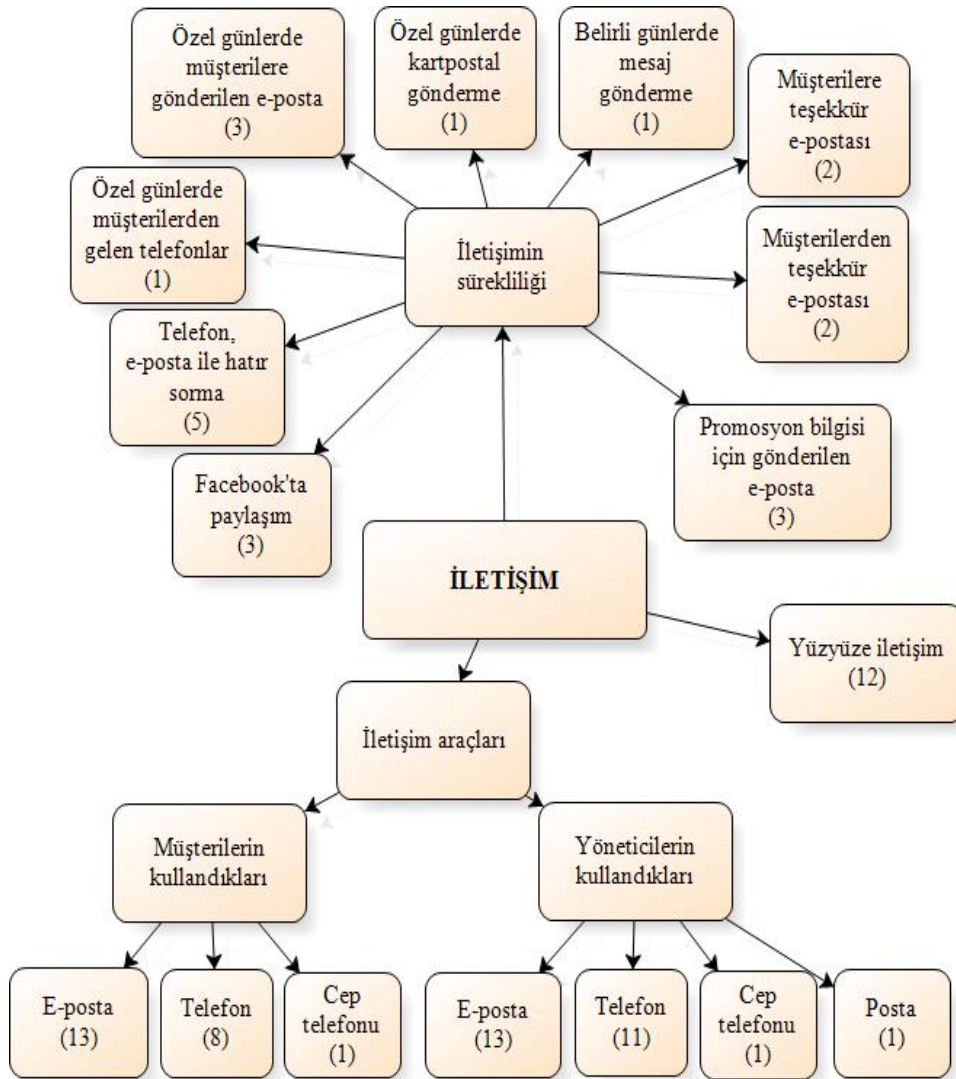 Özel günlerde
müşterilere
gönderilen e-posta
(3)
Özel günlerde
kartpostal
gönderme
(1)
Belirli günlerde
mesaj
gönderme
(1)
Müşterilere
teşekkür
e-postası
(2)
Özel günlerde
müşterilerden
gelen telefonlar
(1)
İletişimin
sürekliliği
Müşterilerden
teşekkür
e-postası
(2)
Telefon,
e-posta ile hatır
sorma
(5)
Facebook'ta
paylaşım
(3)
Promosyon bilgisi
için gönderilen
e-posta
(3)
İLETİŞİM
Yüzyüze iletişim
(12)
İletişim araçları
Müşterilerin
kullandıkları
Yöneticilerin
kullandıkları
E-posta
(13)
Telefon
(8)
Cep
telefonu
(1)
E-posta
(13)
Telefon
(11)
Cep
telefonu
(1)
Posta
(1)